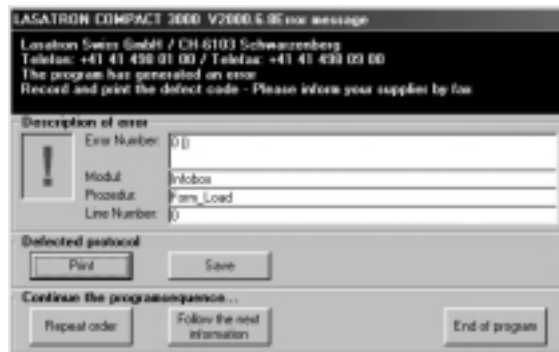 LASATRON COMPACT 3000 V2000.6.8Error message
Lasatron Swiss GmbH / CH-6103 Schwarzenberg
Telefon: +41 41 498 01 00 / Telefax: +41 41 498 09 00
The program has generated an error
Record and print the defect code - Please inform your supplier by fax
Description of error
!
Error Number: 0 ()
Modul: Infobox
Prozedur: Form_Load
Line Number: 0
Defected protocol
Print Save
Continue the programsequence...
Repeat order Follow the next information End of program